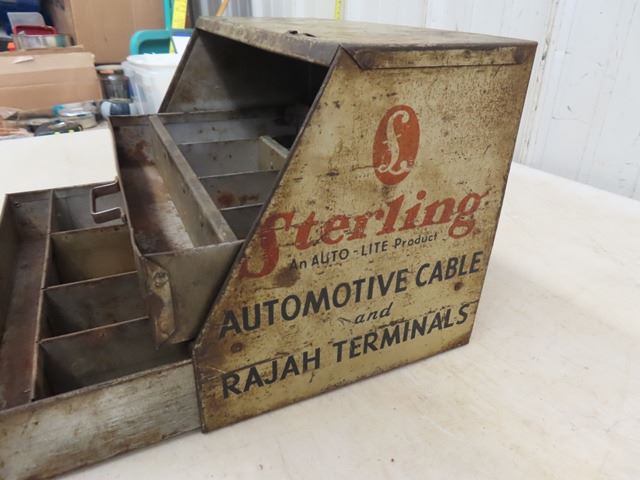 £
Sterling
An AUTO-LITE Product
AUTOMOTIVE CABLE
and
RAJAH TERMINALS